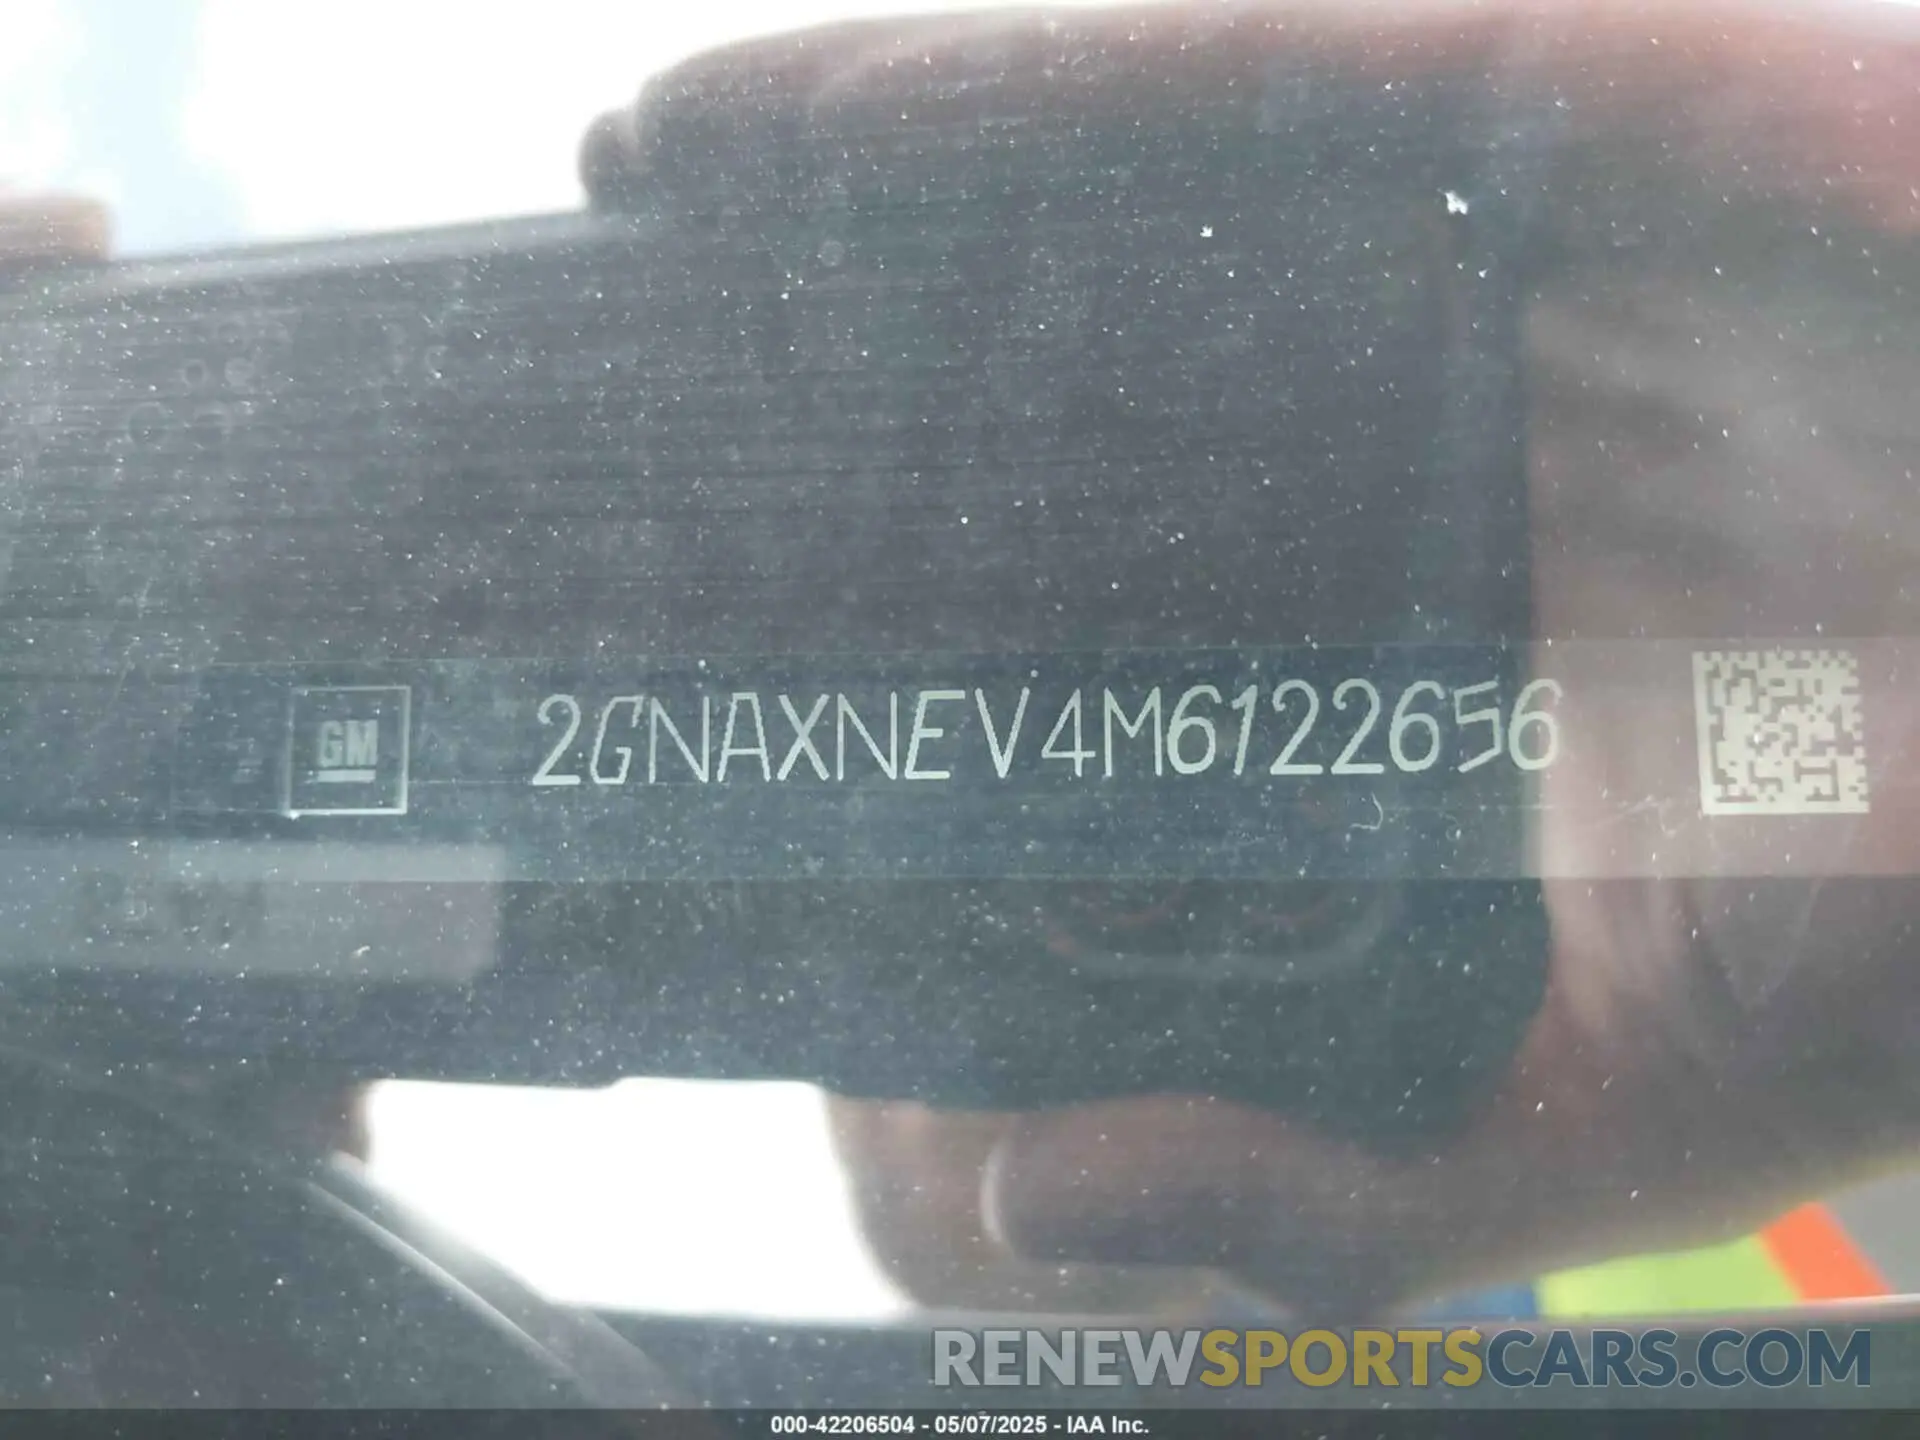 GM 2GNAXNEV4M6122656
RENEWSPORTSCARS.COM
000-42206504 - 05/07/2025 - IAA Inc.